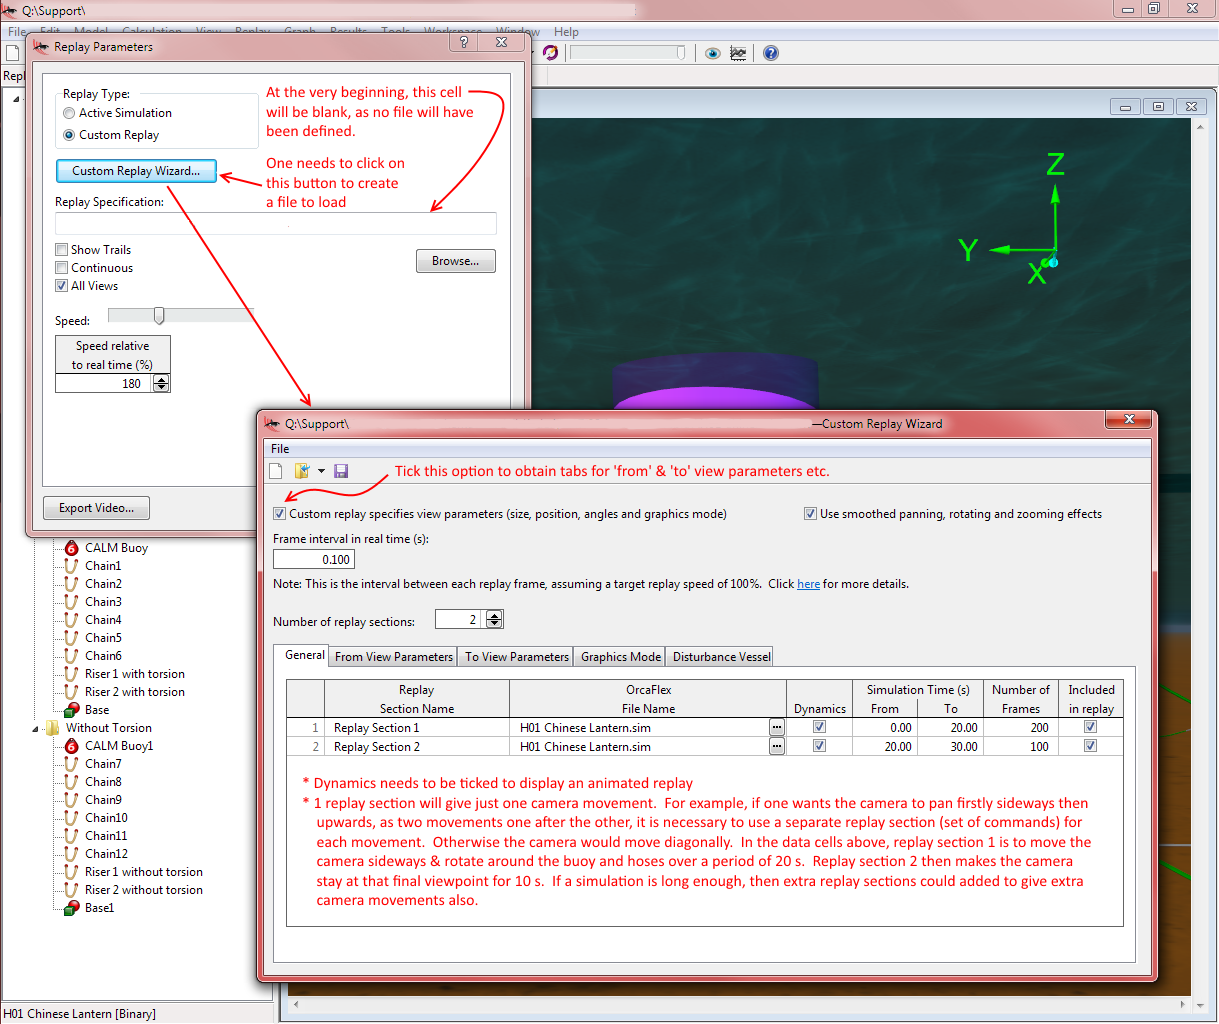 Q:\Support\
File Edit Model Calculation View Replay Graph Results Tools Workspace Window Help
Repl
Replay Parameters
Replay Type:
Active Simulation
Custom Replay
At the very beginning, this cell
will be blank, as no file will have
been defined.
Custom Replay Wizard...
One needs to click on
this button to create
a file to load
Replay Specification:
Show Trails
Continuous
All Views
Browse...
Speed:
Speed relative
to real time (%)
180
Export Video...
Z
Y
X
Q:\Support\ —Custom Replay Wizard
File
Tick this option to obtain tabs for 'from' & 'to' view parameters etc.
Custom replay specifies view parameters (size, position, angles and graphics mode)
Use smoothed panning, rotating and zooming effects
Frame interval in real time (s):
0.100
Note: This is the interval between each replay frame, assuming a target replay speed of 100%. Click here for more details.
Number of replay sections: 2
General From View Parameters To View Parameters Graphics Mode Disturbance Vessel
Replay OrcaFlex Simulation Time (s) Number of Included
Section Name File Name Dynamics From To Frames in replay
1 Replay Section 1 H01 Chinese Lantern.sim ... 0.00 20.00 200
2 Replay Section 2 H01 Chinese Lantern.sim ... 20.00 30.00 100
* Dynamics needs to be ticked to display an animated replay
* 1 replay section will give just one camera movement. For example, if one wants the camera to pan firstly sideways then
upwards, as two movements one after the other, it is necessary to use a separate replay section (set of commands) for
each movement. Otherwise the camera would move diagonally. In the data cells above, replay section 1 is to move the
camera sideways & rotate around the buoy and hoses over a period of 20 s. Replay section 2 then makes the camera
stay at that final viewpoint for 10 s. If a simulation is long enough, then extra replay sections could added to give extra
camera movements also.
CALM Buoy
Chain1
Chain2
Chain3
Chain4
Chain5
Chain6
Riser1 with torsion
Riser 2 with torsion
Base
Without Torsion
CALM Buoy1
Chain7
Chain8
Chain9
Chain10
Chain11
Chain12
Riser1 without torsion
Riser 2 without torsion
Base1
H01 Chinese Lantern [Binary]